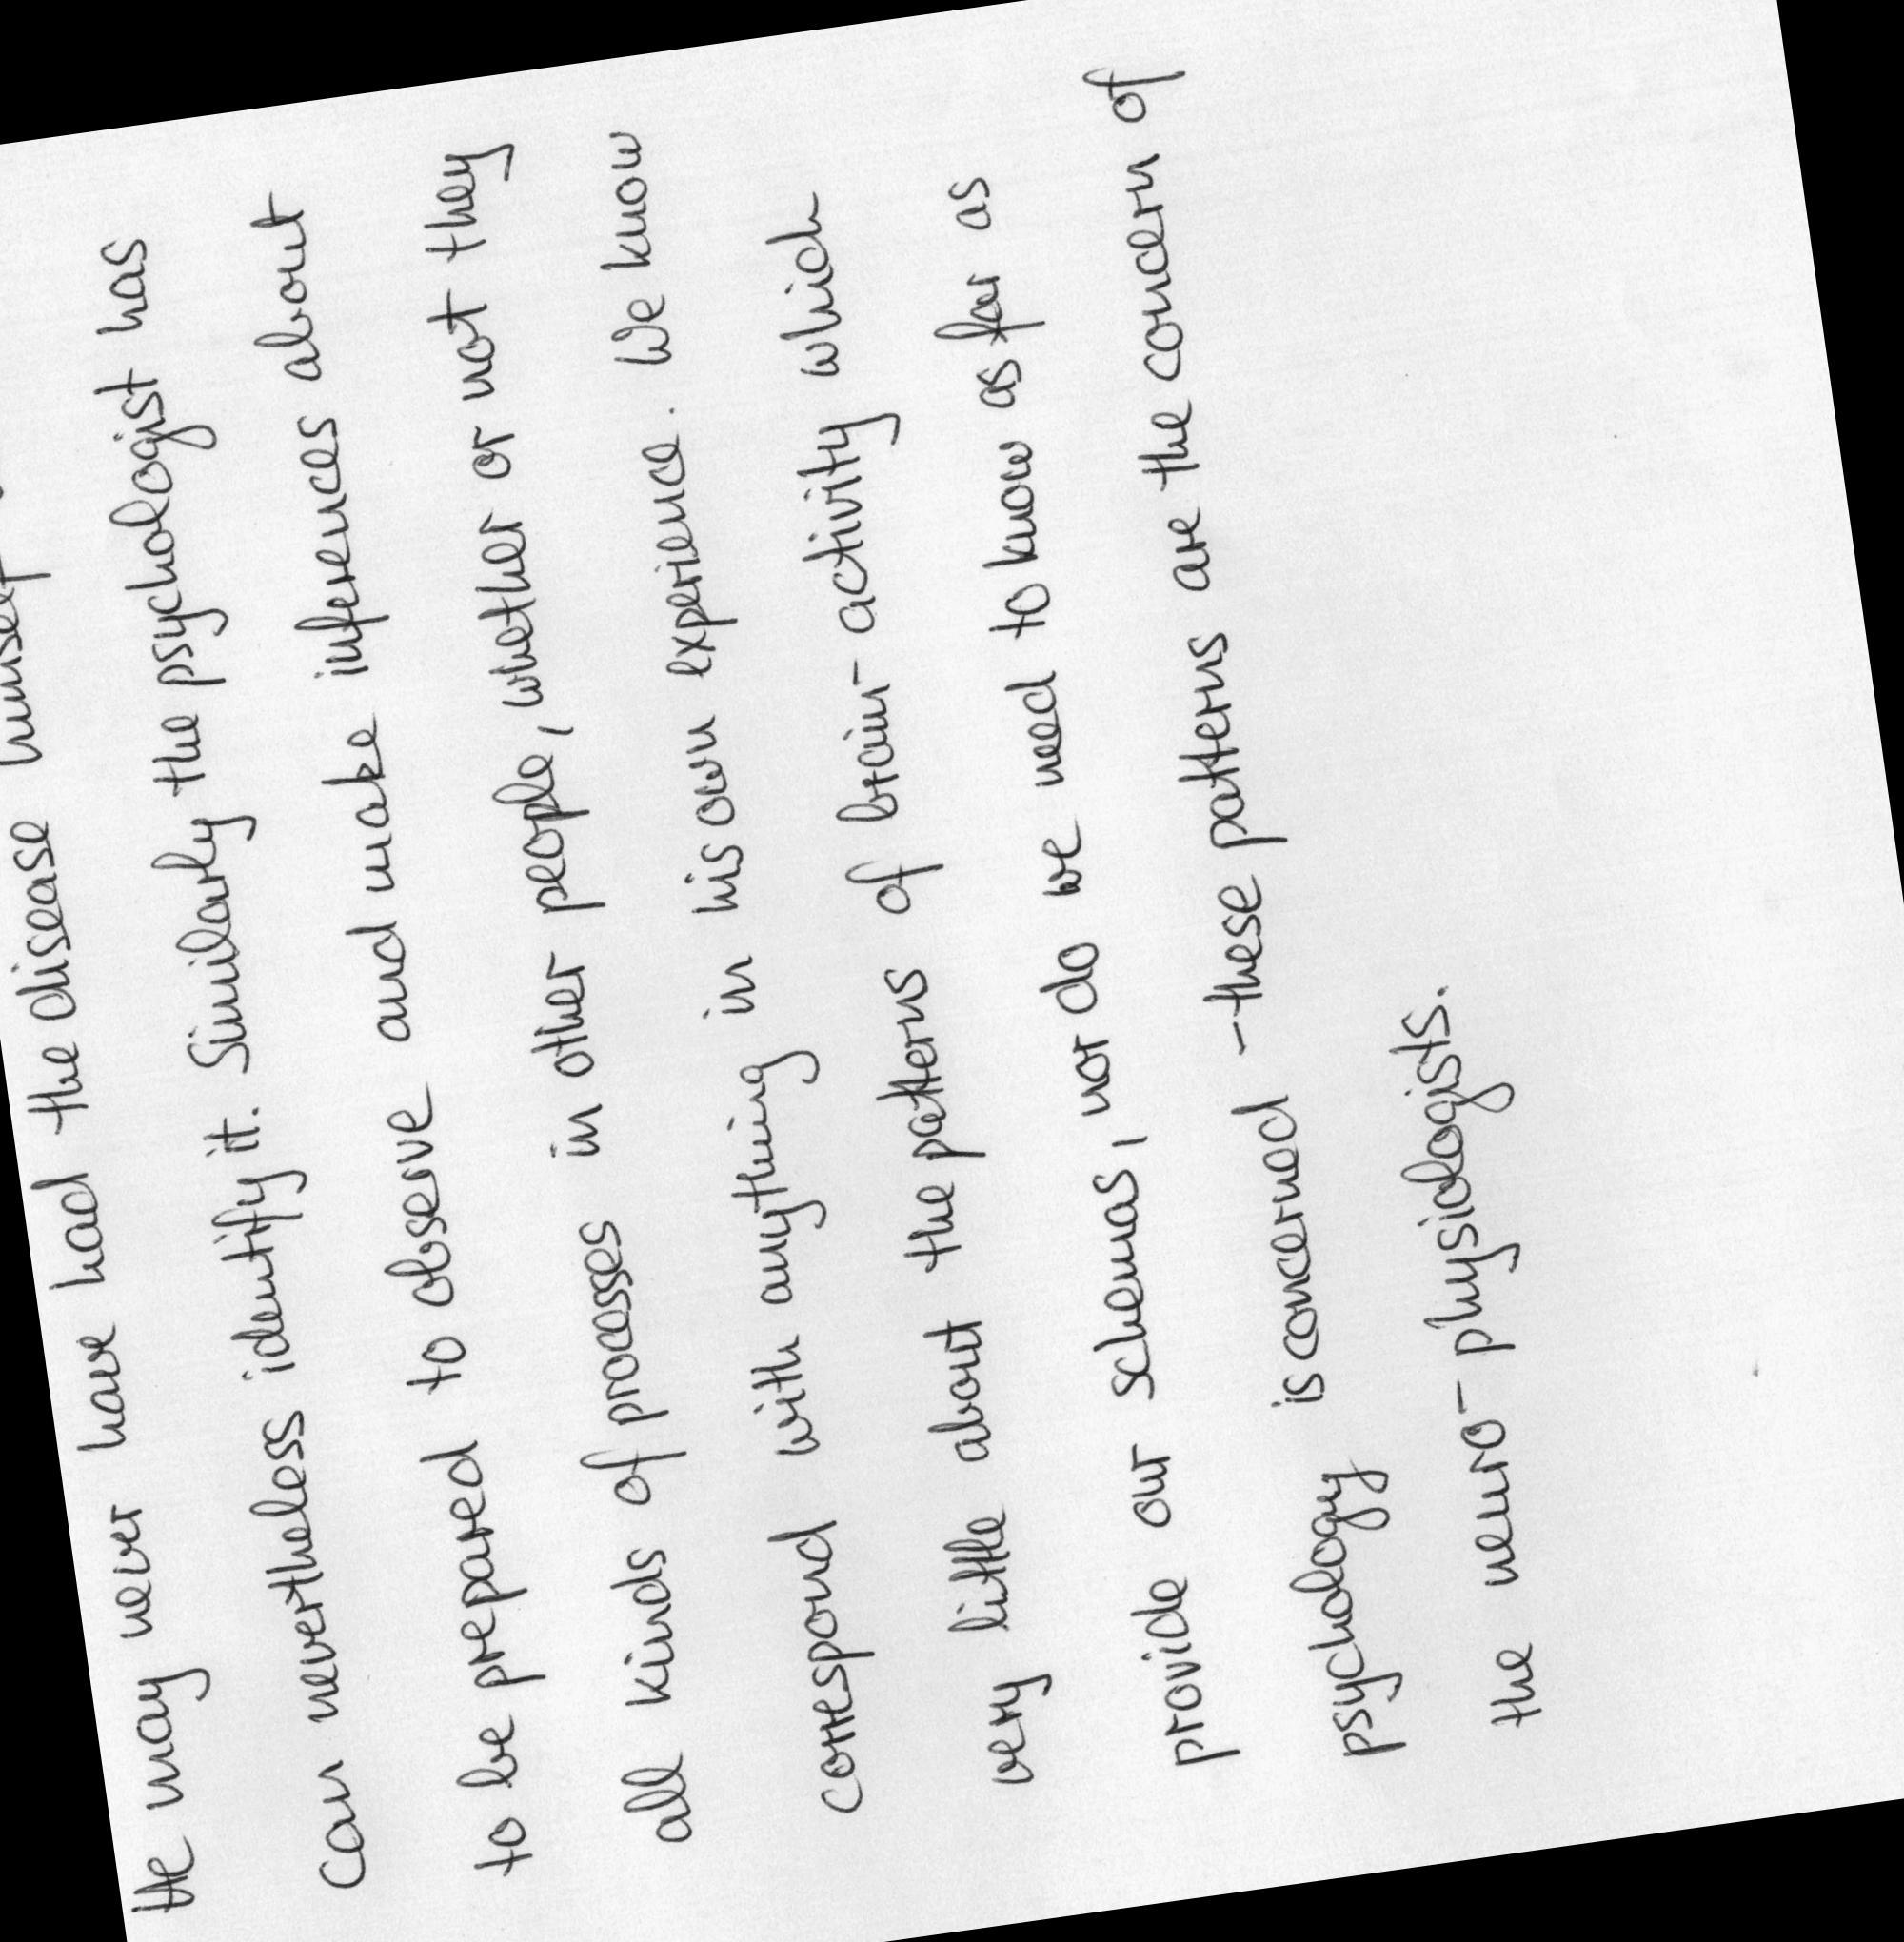 He may never have had the disease himself
can nevertheless identify it. Similarly the psychologist has
to be prepared to observe and make inferences about
all kinds of processes in other people, whether or not they
correspond with anything in his own experience. We know
very little about the patterns of brain-activity which
provide our schemas, nor do we need to know as far as
psychology is concerned - these patterns are the concern of
the neuro-physiologists.